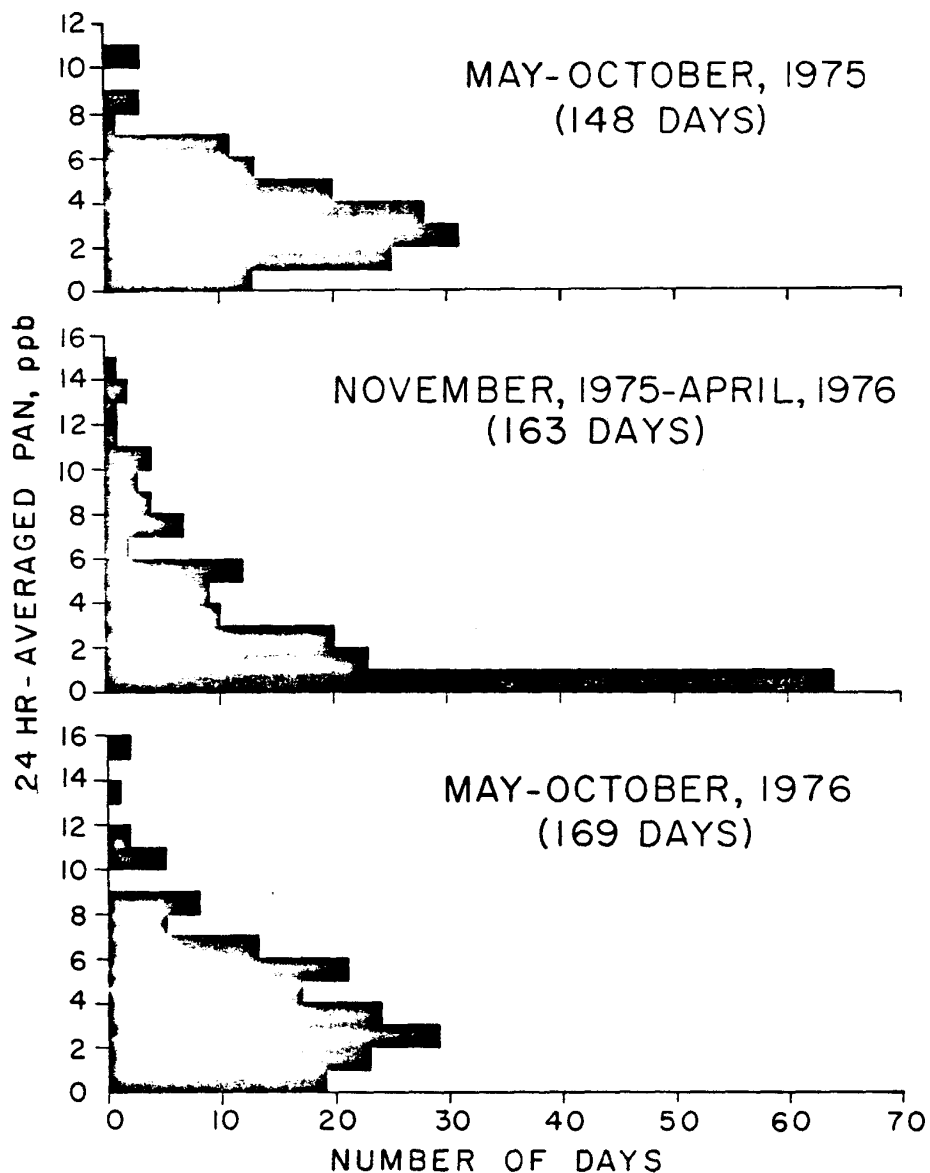 12
10
8
6
4
2
0
MAY-OCTOBER, 1975
(148 DAYS)
24 HR-AVERAGED PAN, ppb
16
14
12
10
8
6
4
2
0
NOVEMBER, 1975-APRIL, 1976
(163 DAYS)
16
14
12
10
8
6
4
2
0
MAY-OCTOBER, 1976
(169 DAYS)
0 10 20 30 40 50 60 70
NUMBER OF DAYS